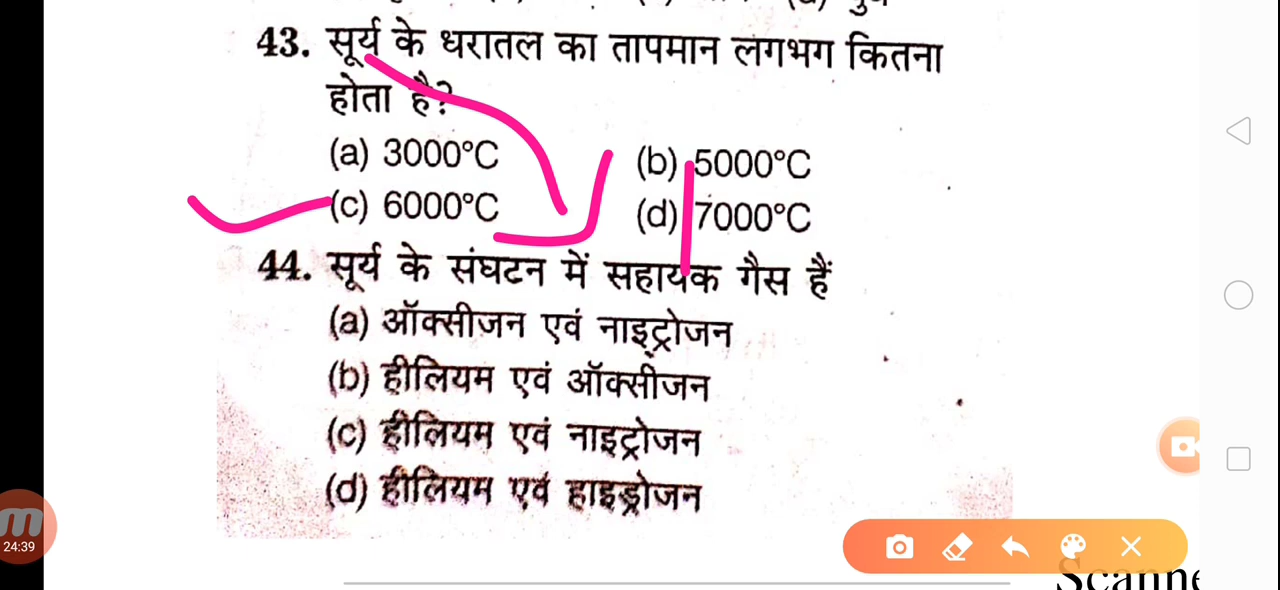 43. सूर्य के धरातल का तापमान लगभग कितना
होता है?
(a) 3000°C (b) 5000°C
(c) 6000°C (d) 7000°C
44. सूर्य के संघटन में सहायक गैस हैं
(a) ऑक्सीजन एवं नाइट्रोजन
(b) हीलियम एवं ऑक्सीजन
(c) हीलियम एवं नाइट्रोजन
(d) हीलियम एवं हाइड्रोजन
24:39